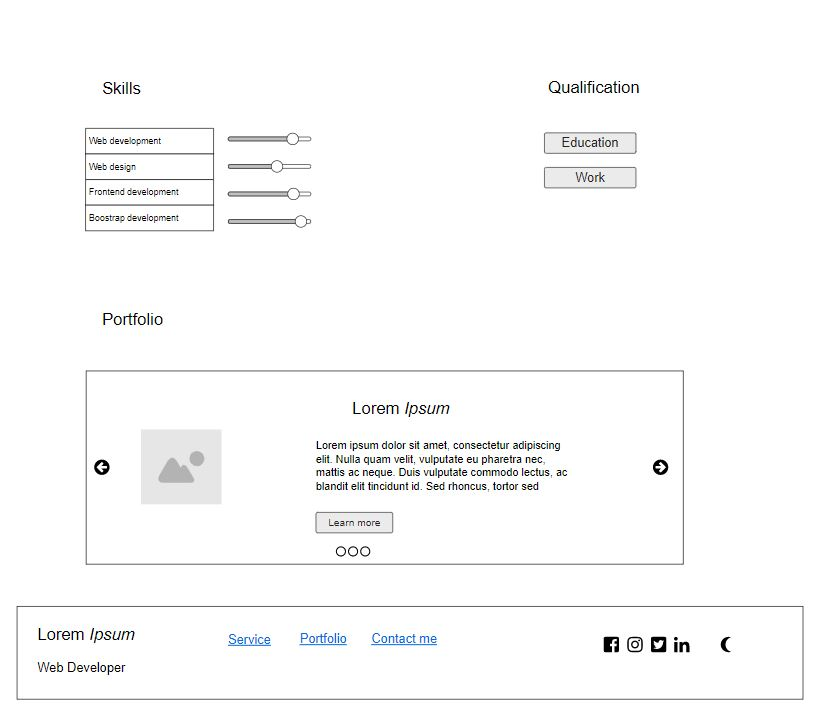 Skills
Qualification
Web development
Web design
Frontend development
Boostrap development
Education
Work
Portfolio
Lorem Ipsum
Lorem ipsum dolor sit amet, consectetur adipiscing
elit. Nulla quam velit, vulputate eu pharetra nec,
mattis ac neque. Duis vulputate commodo lectus, ac
blandit elit tincidunt id. Sed rhoncus, tortor sed
Learn more
Lorem Ipsum
Web Developer
Service
Portfolio
Contact me